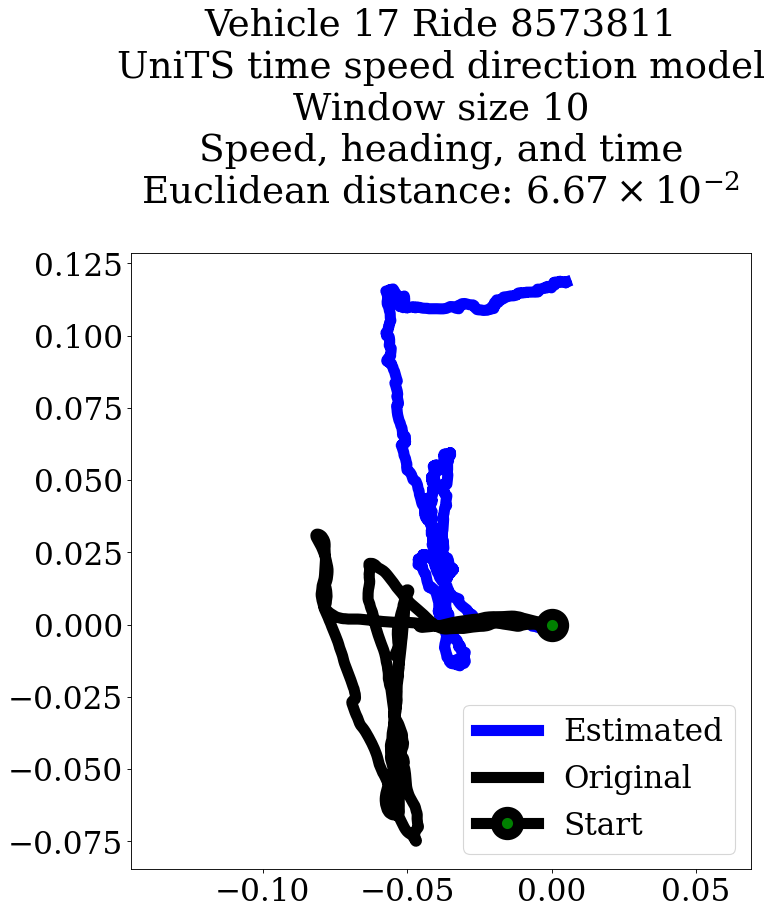 Vehicle 17 Ride 8573811
UniTS time speed direction model
Window size 10
Speed, heading, and time
Euclidean distance: 6.67 × 10⁻²
0.125
0.100
0.075
0.050
0.025
0.000
−0.025
−0.050
−0.075
Estimated
Original
Start
−0.10
−0.05
0.00
0.05